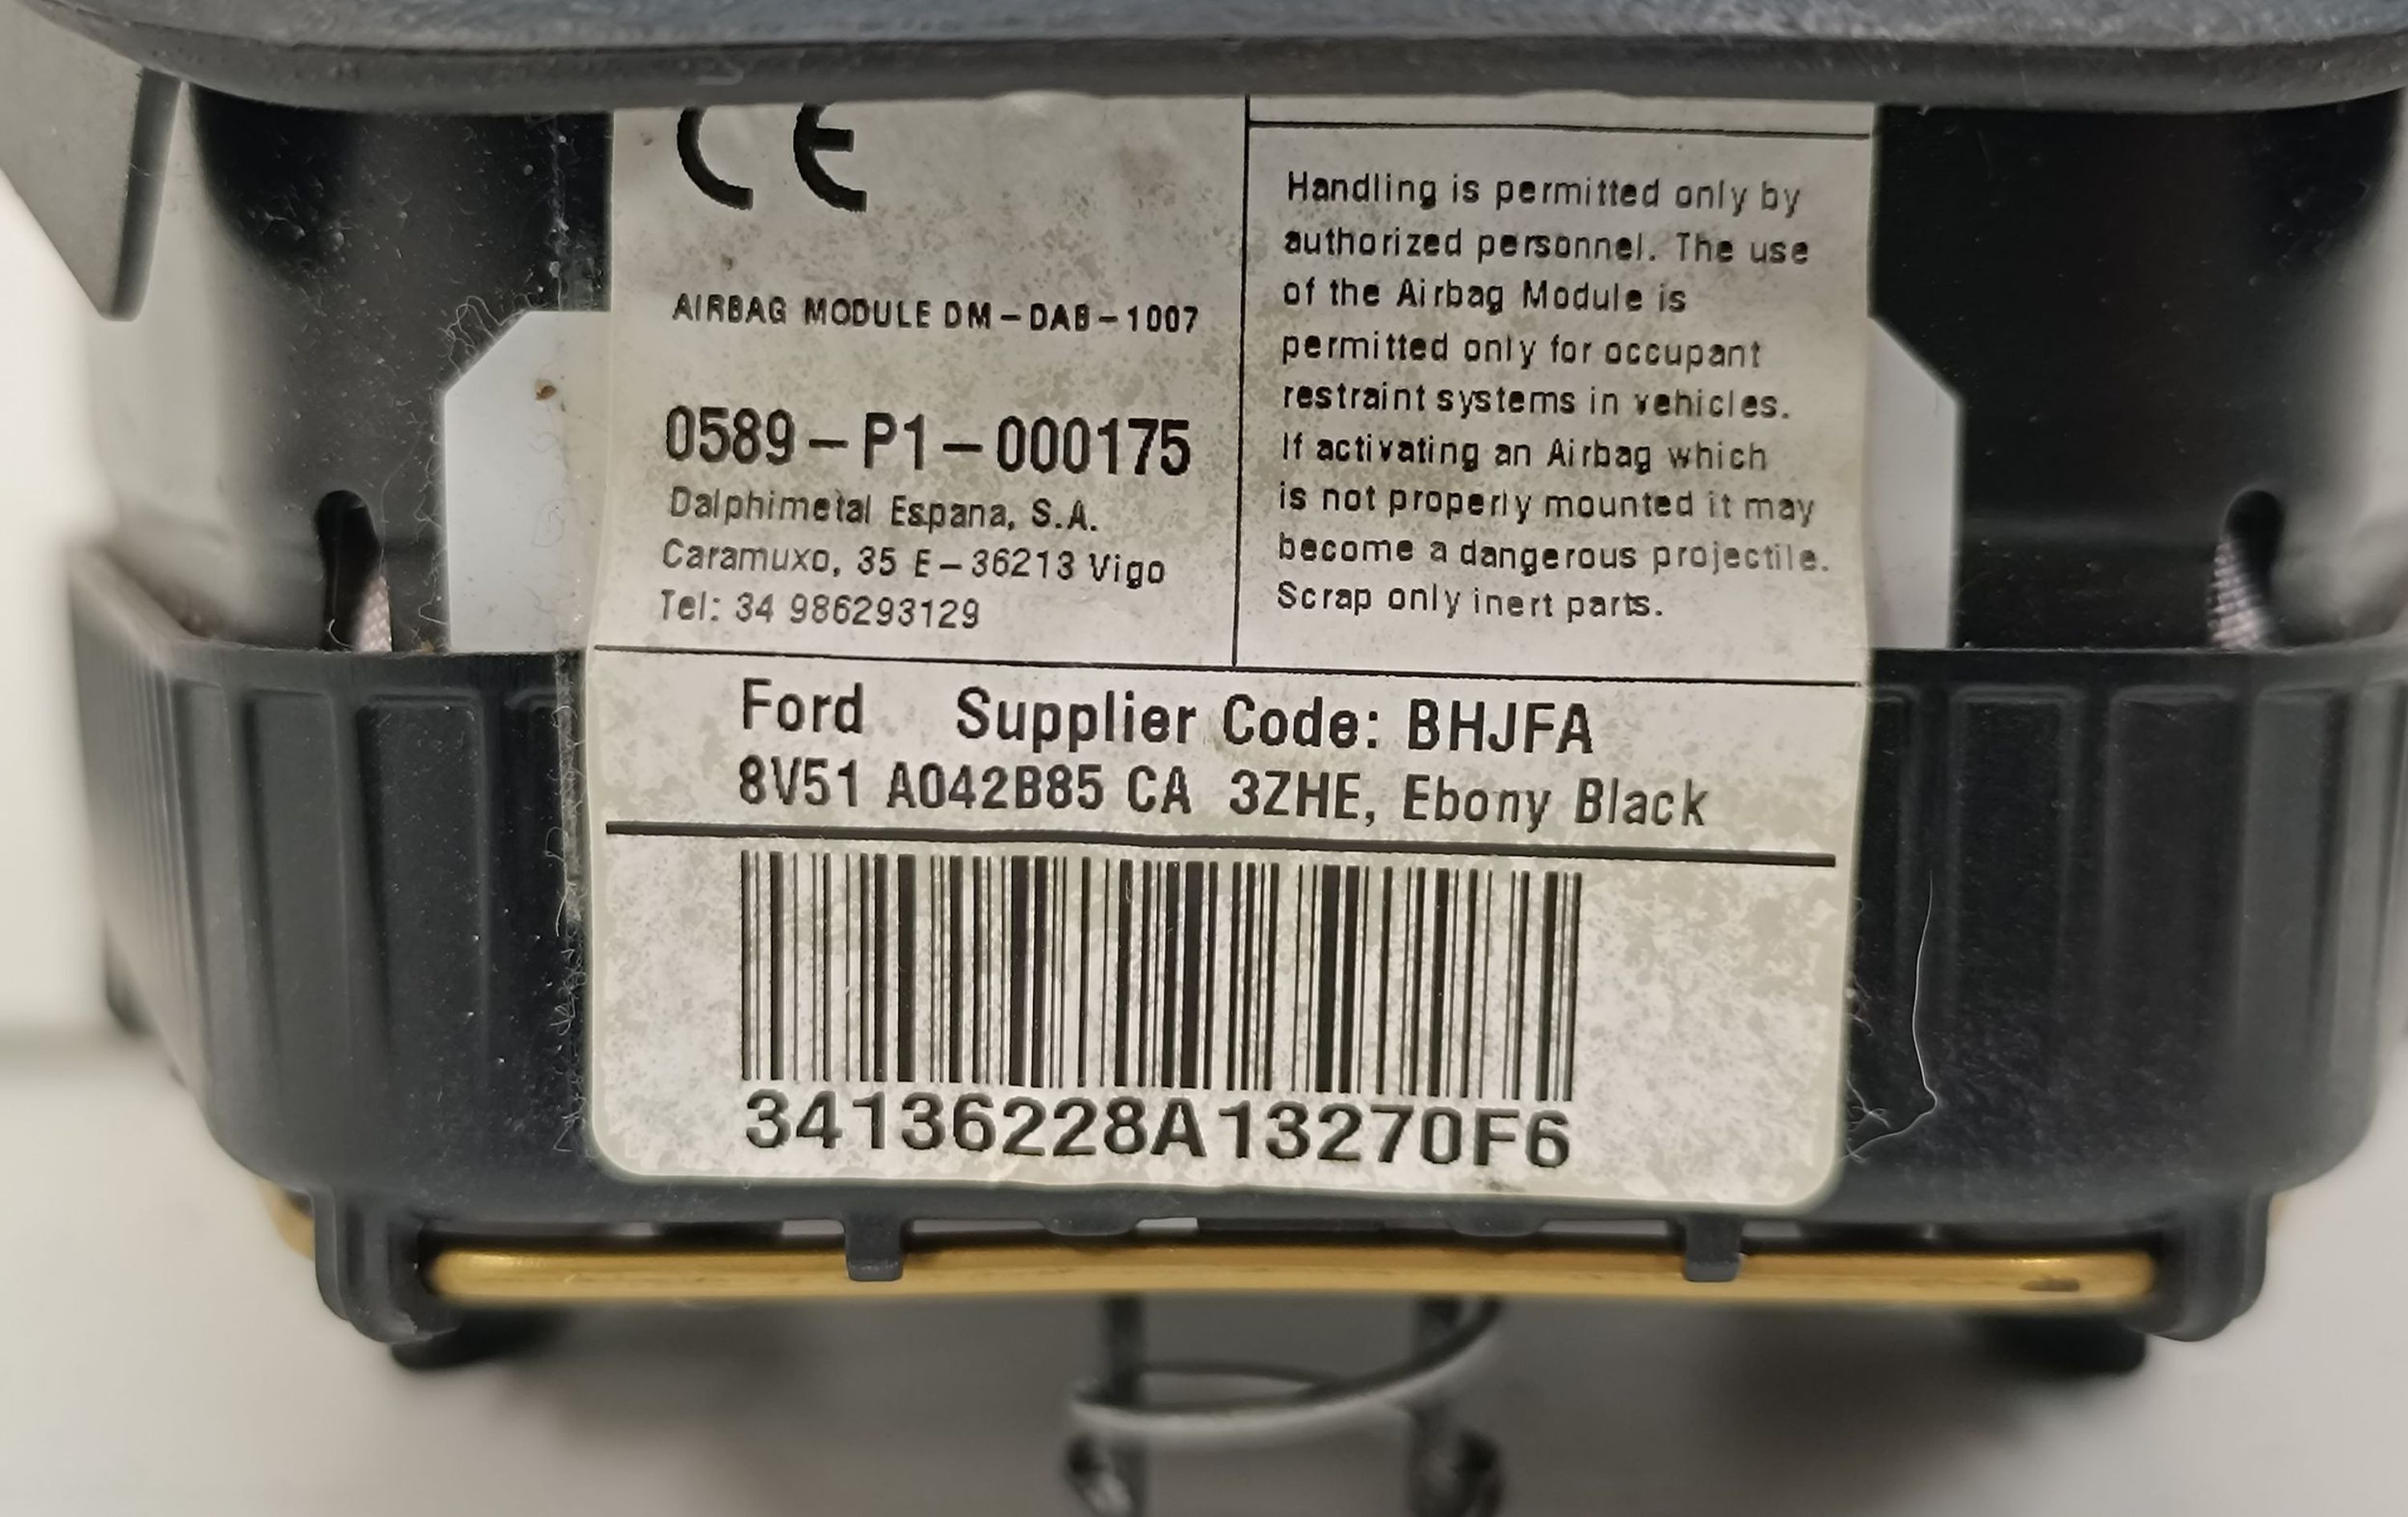 CE
AIRBAG MODULE DM-DAB-1007
0589-P1-000175
Dalphimetal Espana, S.A.
Caramuxo, 35 E-36213 Vigo
Tel: 34 986293129
Handling is permitted only by
authorized personnel. The use
of the Airbag Module is
permitted only for occupant
restraint systems in vehicles.
If activating an Airbag which
is not properly mounted it may
become a dangerous projectile.
Scrap only inert parts.
Ford Supplier Code: BHJFA
8V51 A042B85 CA 3ZHE, Ebony Black
34136228A13270F6